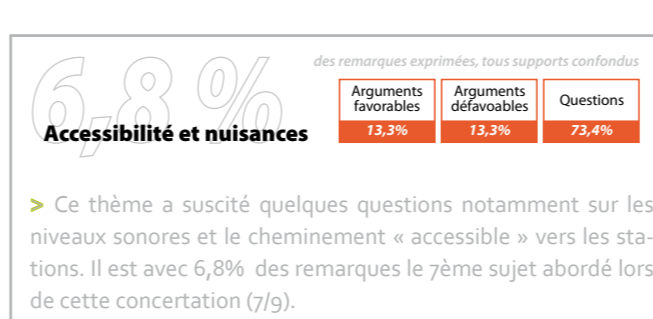 6,8 %
des remarques exprimées, tous supports confondus
Accessibilité et nuisances
Arguments favorables
Arguments défavoables
Questions
13,3%
13,3%
73,4%
> Ce thème a suscité quelques questions notamment sur les
niveaux sonores et le cheminement « accessible » vers les sta-
tions. Il est avec 6,8% des remarques le 7ème sujet abordé lors
de cette concertation (7/9).